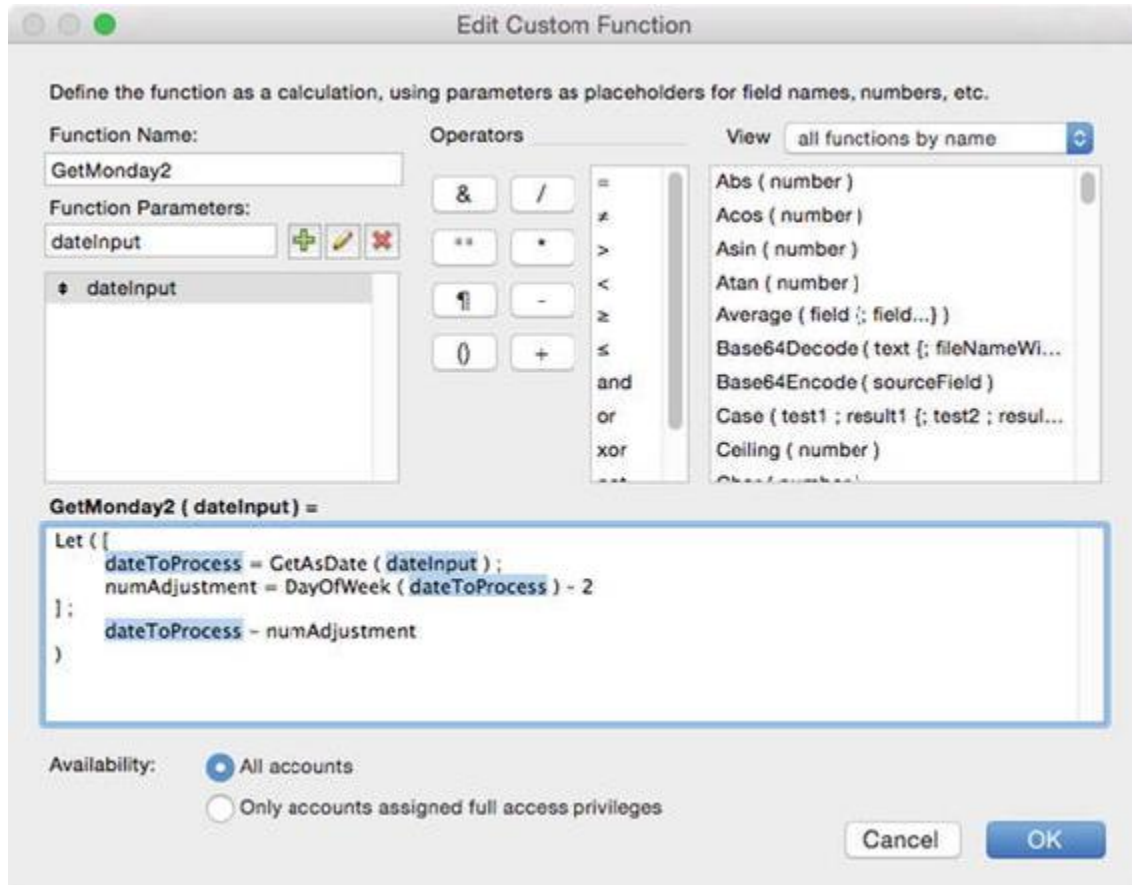 Edit Custom Function
Define the function as a calculation, using parameters as placeholders for field names, numbers, etc.
Function Name:
GetMonday2
Function Parameters:
dateInput
dateInput
Operators
& /
"" *
¶ -
() +
=
≠
>
<
≥
≤
and
or
xor
View all functions by name
Abs ( number )
Acos ( number )
Asin ( number )
Atan ( number )
Average ( field {; field...} )
Base64Decode ( text {; fileNameWi...
Base64Encode ( sourceField )
Case ( test1 ; result1 {; test2 ; resul...
Ceiling ( number )
GetMonday2 ( dateInput ) =
Let ( [
dateToProcess = GetAsDate ( dateInput ) ;
numAdjustment = DayOfWeek ( dateToProcess ) - 2
] ;
dateToProcess - numAdjustment
)
Availability:
All accounts
Only accounts assigned full access privileges
Cancel
OK